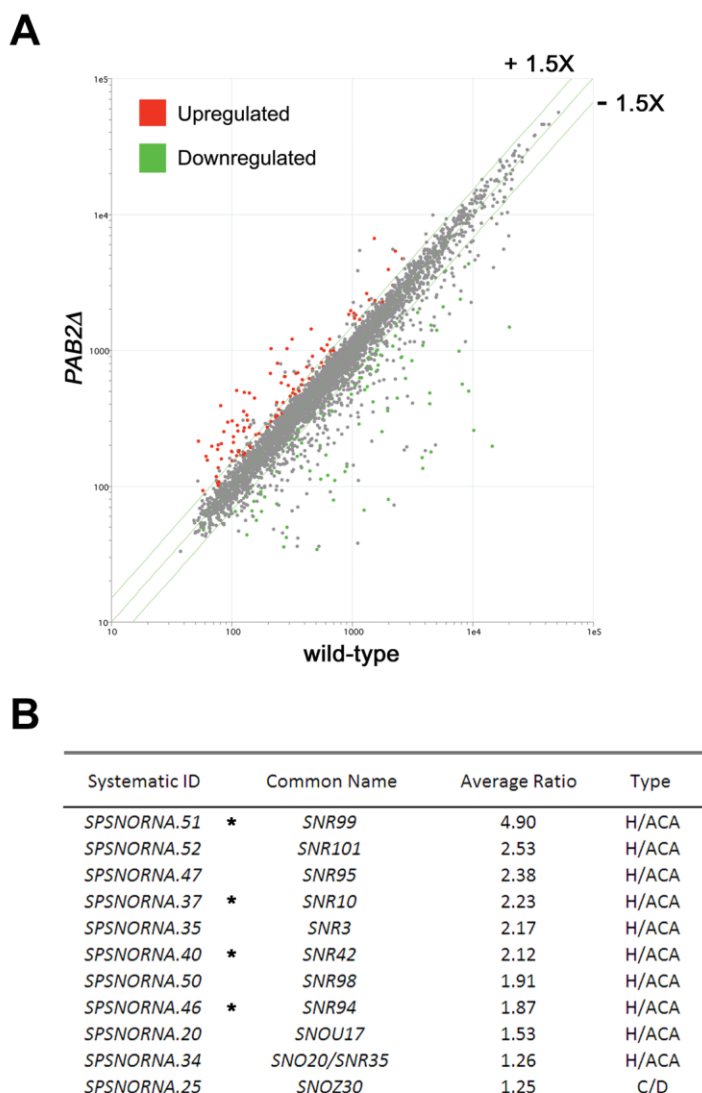 A
+ 1.5X
- 1.5X
1e5
Upregulated
Downregulated
1e4
PAB2Δ
1000
100
10
10 100 1000 1e4 1e5
wild-type
B
Systematic ID Common Name Average Ratio Type
SPSNORNA.51 * SNR99 4.90 H/ACA
SPSNORNA.52 SNR101 2.53 H/ACA
SPSNORNA.47 SNR95 2.38 H/ACA
SPSNORNA.37 * SNR10 2.23 H/ACA
SPSNORNA.35 SNR3 2.17 H/ACA
SPSNORNA.40 * SNR42 2.12 H/ACA
SPSNORNA.50 SNR98 1.91 H/ACA
SPSNORNA.46 * SNR94 1.87 H/ACA
SPSNORNA.20 SNOU17 1.53 H/ACA
SPSNORNA.34 SNO20/SNR35 1.26 H/ACA
SPSNORNA.25 SNOZ30 1.25 C/D